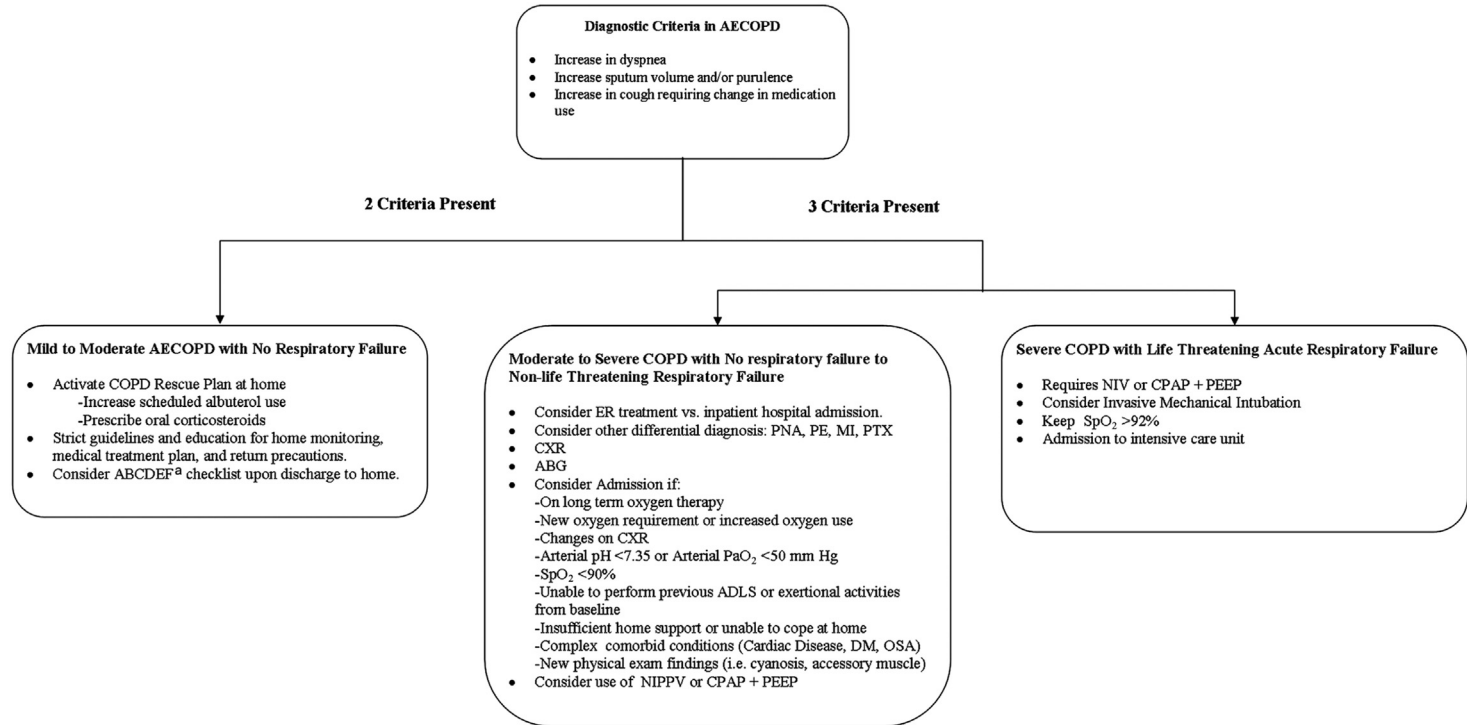 Diagnostic Criteria in AECOPD
• Increase in dyspnea
• Increase sputum volume and/or purulence
• Increase in cough requiring change in medication
use
2 Criteria Present
3 Criteria Present
Mild to Moderate AECOPD with No Respiratory Failure
• Activate COPD Rescue Plan at home
-Increase scheduled albuterol use
-Prescribe oral corticosteroids
• Strict guidelines and education for home monitoring,
medical treatment plan, and return precautions.
• Consider ABCDEFᵃ checklist upon discharge to home.
Moderate to Severe COPD with No respiratory failure to
Non-life Threatening Respiratory Failure
• Consider ER treatment vs. inpatient hospital admission.
• Consider other differential diagnosis: PNA, PE, MI, PTX
• CXR
• ABG
• Consider Admission if:
-On long term oxygen therapy
-New oxygen requirement or increased oxygen use
-Changes on CXR
-Arterial pH <7.35 or Arterial PaO₂ <50 mm Hg
-SpO₂ <90%
-Unable to perform previous ADLS or exertional activities
from baseline
-Insufficient home support or unable to cope at home
-Complex comorbid conditions (Cardiac Disease, DM, OSA)
-New physical exam findings (i.e. cyanosis, accessory muscle)
• Consider use of NIPPV or CPAP + PEEP
Severe COPD with Life Threatening Acute Respiratory Failure
• Requires NIV or CPAP + PEEP
• Consider Invasive Mechanical Intubation
• Keep SpO₂ >92%
• Admission to intensive care unit